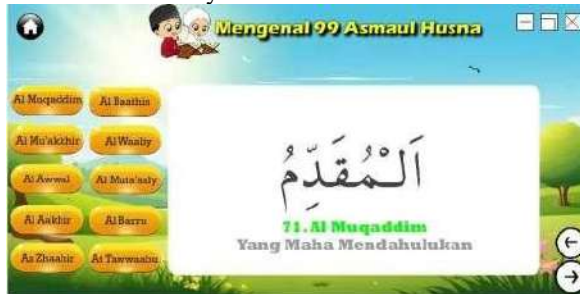 Mengenal 99 Asmaul Husna
Al Muqaddim
Al Baathin
Al Mu'akkhir
Al Waaly
Al Awwal
Al Muta'aaly
Al Aakhir
Al Barru
Az Zhaahir
At Tawwaabu
اَلْمُقَدِّمُ
71. Al Muqaddim
Yang Maha Mendahulukan